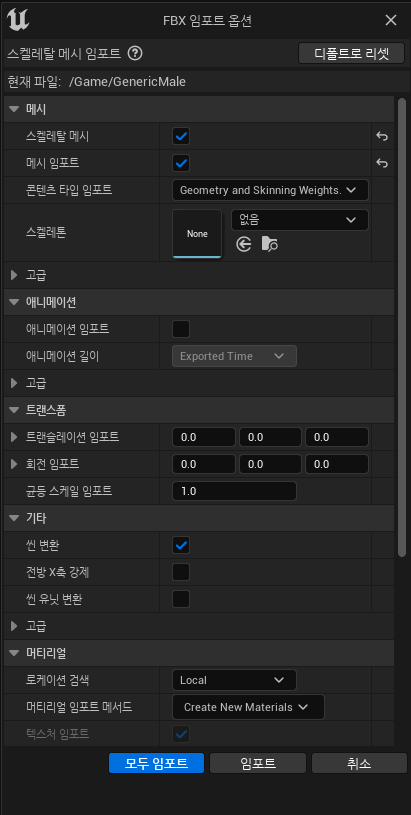 FBX 임포트 옵션
스켈레탈 메시 임포트 ?
디폴트로 리셋
현재 파일: /Game/GenericMale
메시
스켈레탈 메시
메시 임포트
콘텐츠 타입 임포트 Geometry and Skinning Weights.
스켈레톤 None 없음
고급
애니메이션
애니메이션 임포트
애니메이션 길이 Exported Time
고급
트랜스폼
트랜슬레이션 임포트 0.0 0.0 0.0
회전 임포트 0.0 0.0 0.0
균등 스케일 임포트 1.0
기타
씬 변환
전방 X축 강제
씬 유닛 변환
고급
머티리얼
로케이션 검색 Local
머티리얼 임포트 메서드 Create New Materials
텍스처 임포트
모두 임포트 임포트 취소